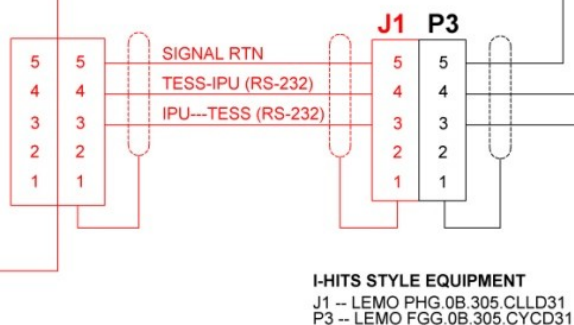 J1 P3
5 5 SIGNAL RTN 5 5
4 4 TESS-IPU (RS-232) 4 4
3 3 IPU---TESS (RS-232) 3 3
2 2 2 2
1 1 1 1
I-HITS STYLE EQUIPMENT
J1 -- LEMO PHG.0B.305.CLLD31
P3 -- LEMO FGG.0B.305.CYCD31